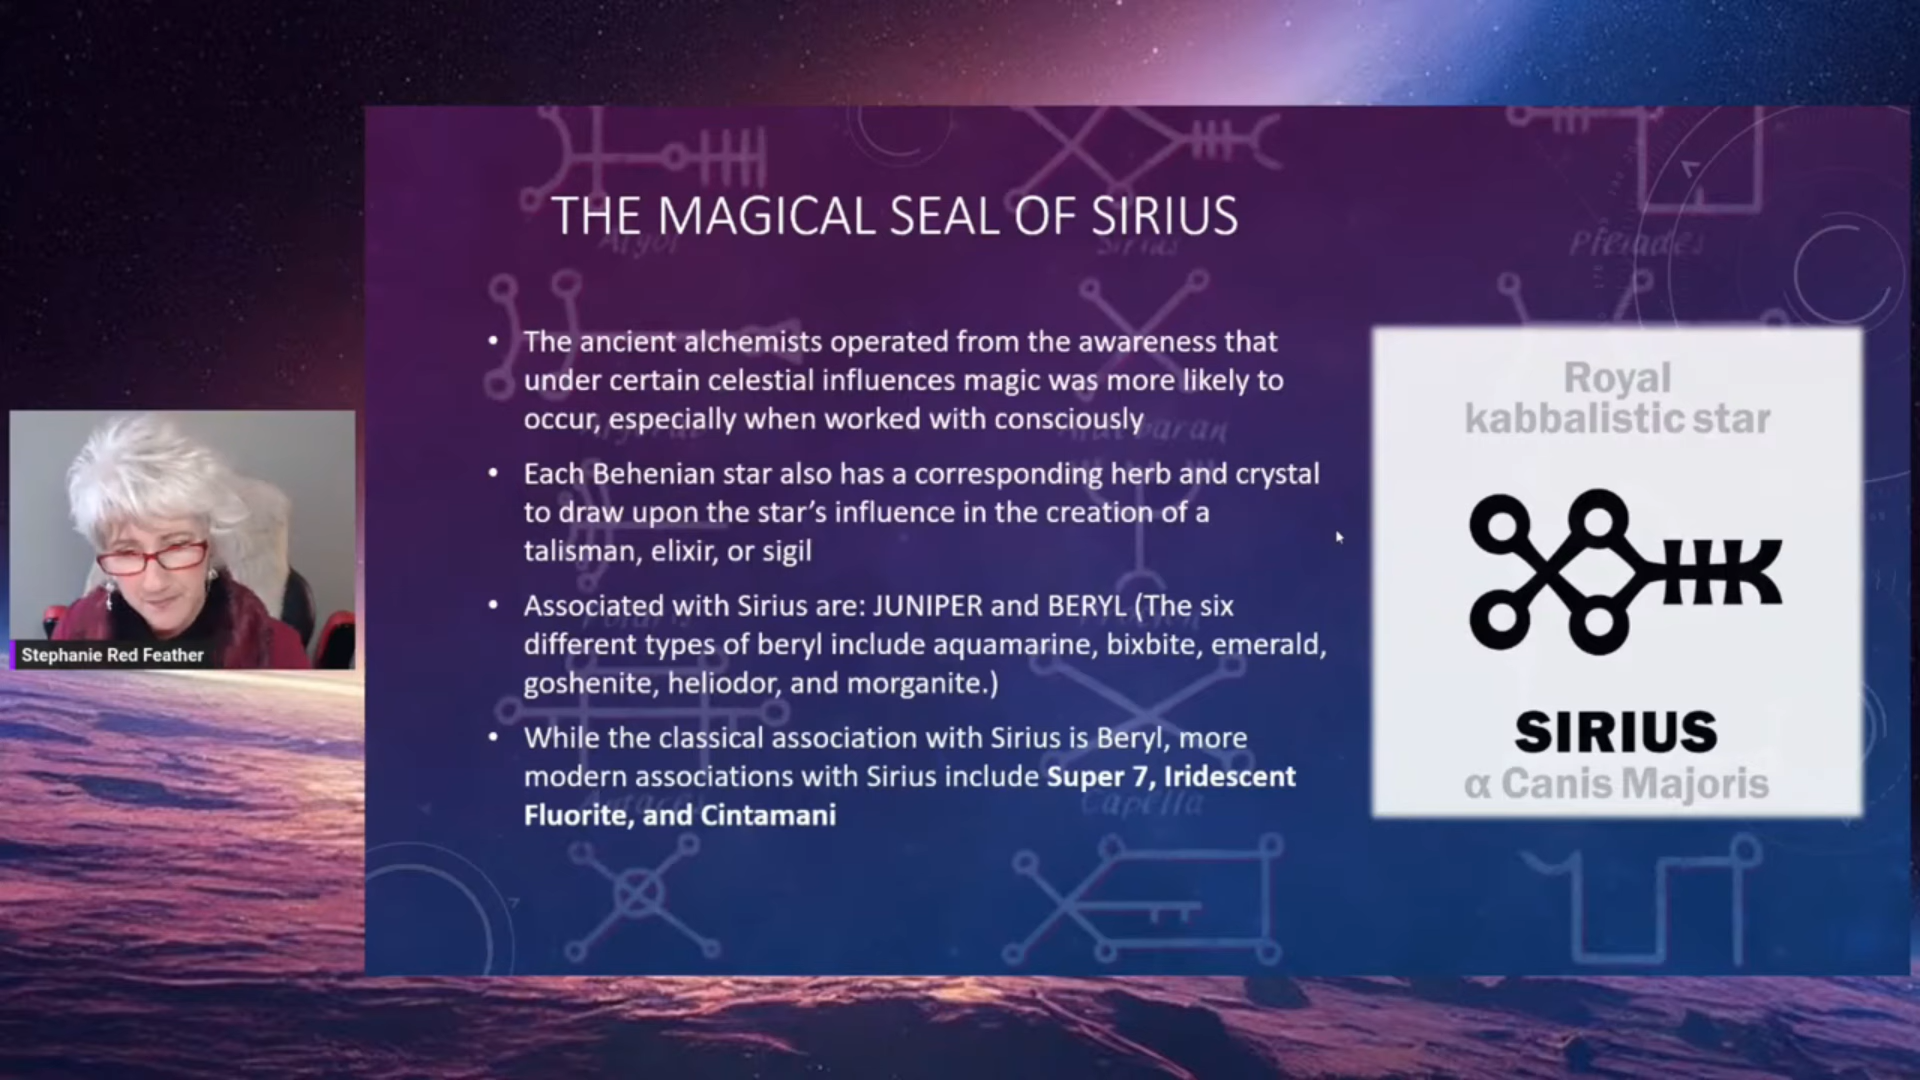 THE MAGICAL SEAL OF SIRIUS
Algol
Sirius
Pleiades
• The ancient alchemists operated from the awareness that
under certain celestial influences magic was more likely to
occur, especially when worked with consciously
• Each Behenian star also has a corresponding herb and crystal
to draw upon the star's influence in the creation of a
talisman, elixir, or sigil
• Associated with Sirius are: JUNIPER and BERYL (The six
different types of beryl include aquamarine, bixbite, emerald,
goshenite, heliodor, and morganite.)
• While the classical association with Sirius is Beryl, more
modern associations with Sirius include Super 7, Iridescent
Fluorite, and Cintamani
Capella
Royal
kabbalistic star
SIRIUS
α Canis Majoris
Stephanie Red Feather